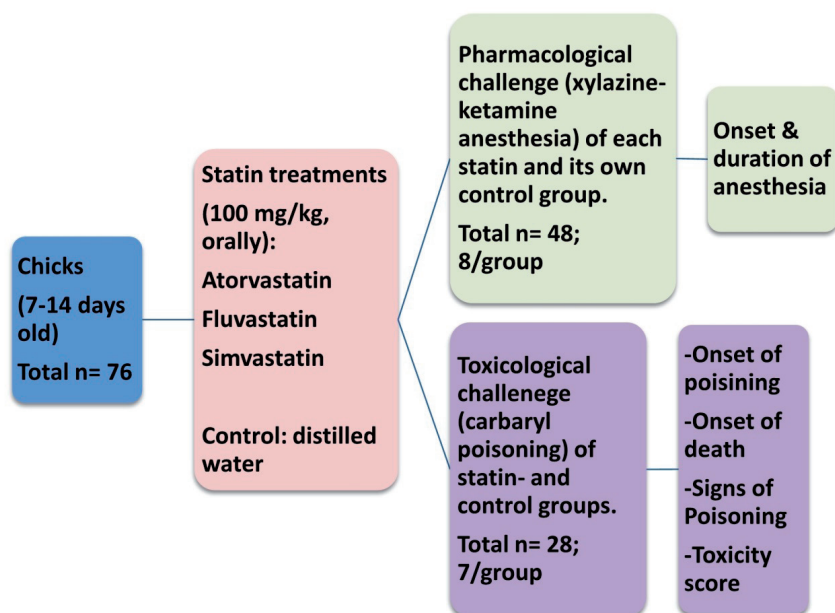 Chicks
(7-14 days
old)
Total n= 76
Statin treatments
(100 mg/kg,
orally):
Atorvastatin
Fluvastatin
Simvastatin
Control: distilled
water
Pharmacological
challenge (xylazine-
ketamine
anesthesia) of each
statin and its own
control group.
Total n= 48;
8/group
Onset &
duration of
anesthesia
Toxicological
challenege
(carbaryl
poisoning) of
statin- and
control groups.
Total n= 28;
7/group
-Onset of
poisining
-Onset of
death
-Signs of
Poisoning
-Toxicity
score